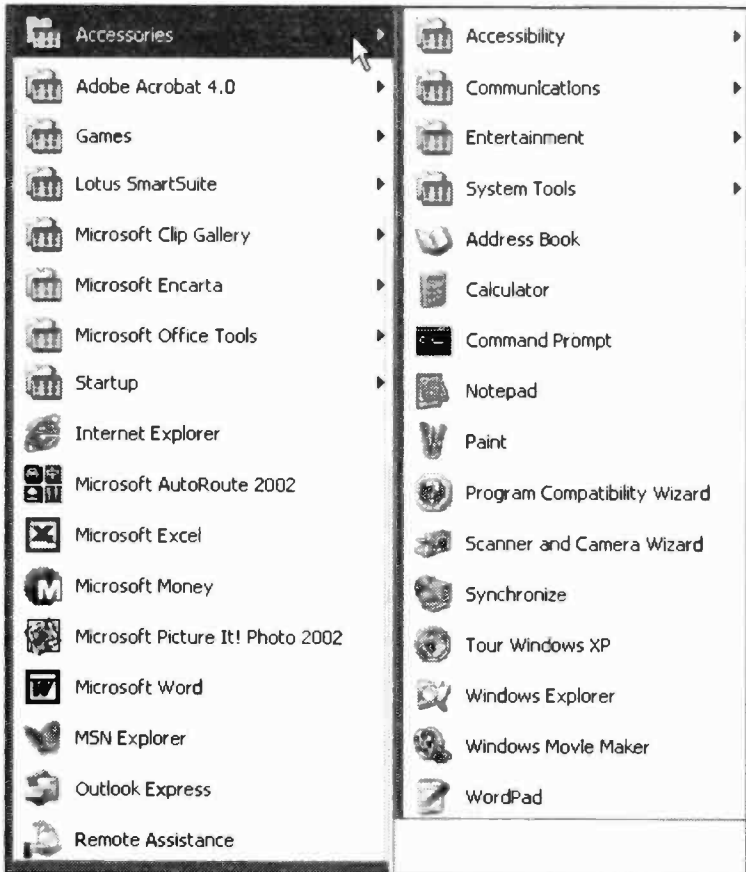 Accessories
Adobe Acrobat 4.0
Games
Lotus SmartSuite
Microsoft Clip Gallery
Microsoft Encarta
Microsoft Office Tools
Startup
Internet Explorer
Microsoft AutoRoute 2002
Microsoft Excel
Microsoft Money
Microsoft Picture It! Photo 2002
Microsoft Word
MSN Explorer
Outlook Express
Remote Assistance
Accessibility
Communications
Entertainment
System Tools
Address Book
Calculator
Command Prompt
Notepad
Paint
Program Compatibility Wizard
Scanner and Camera Wizard
Synchronize
Tour Windows XP
Windows Explorer
Windows Movie Maker
WordPad